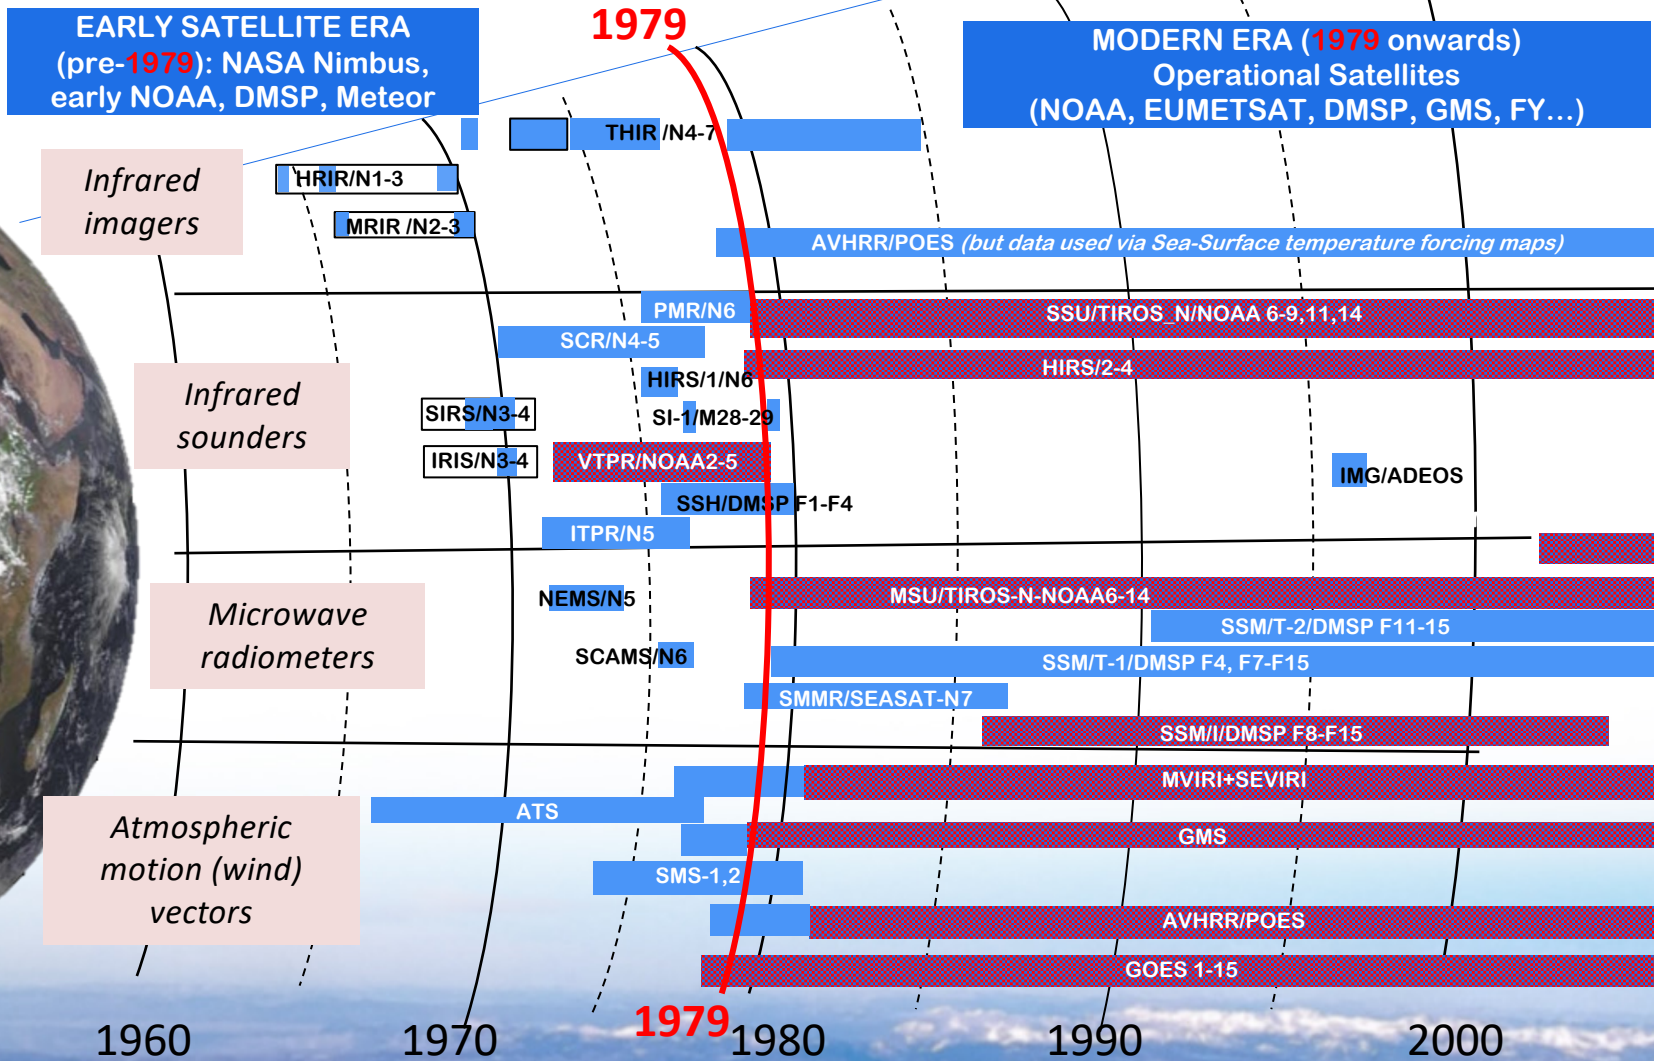 EARLY SATELLITE ERA
(pre-1979): NASA Nimbus,
early NOAA, DMSP, Meteor
1979
MODERN ERA (1979 onwards)
Operational Satellites
(NOAA, EUMETSAT, DMSP, GMS, FY...)
Infrared
imagers
THIR /N4-7
HRIR/N1-3
MRIR /N2-3
AVHRR/POES (but data used via Sea-Surface temperature forcing maps)
Infrared
sounders
PMR/N6
SSU/TIROS_N/NOAA 6-9,11,14
SCR/N4-5
HIRS/2-4
HIRS/1/N6
SIRS/N3-4
SI-1/M28-29
IRIS/N3-4
VTPR/NOAA2-5
IMG/ADEOS
SSH/DMSP F1-F4
ITPR/N5
Microwave
radiometers
NEMS/N5
MSU/TIROS-N-NOAA6-14
SSM/T-2/DMSP F11-15
SCAMS/N6
SSM/T-1/DMSP F4, F7-F15
SMMR/SEASAT-N7
SSM/I/DMSP F8-F15
Atmospheric
motion (wind)
vectors
MVIRI+SEVIRI
ATS
GMS
SMS-1,2
AVHRR/POES
GOES 1-15
1960
1970
1979
1980
1990
2000